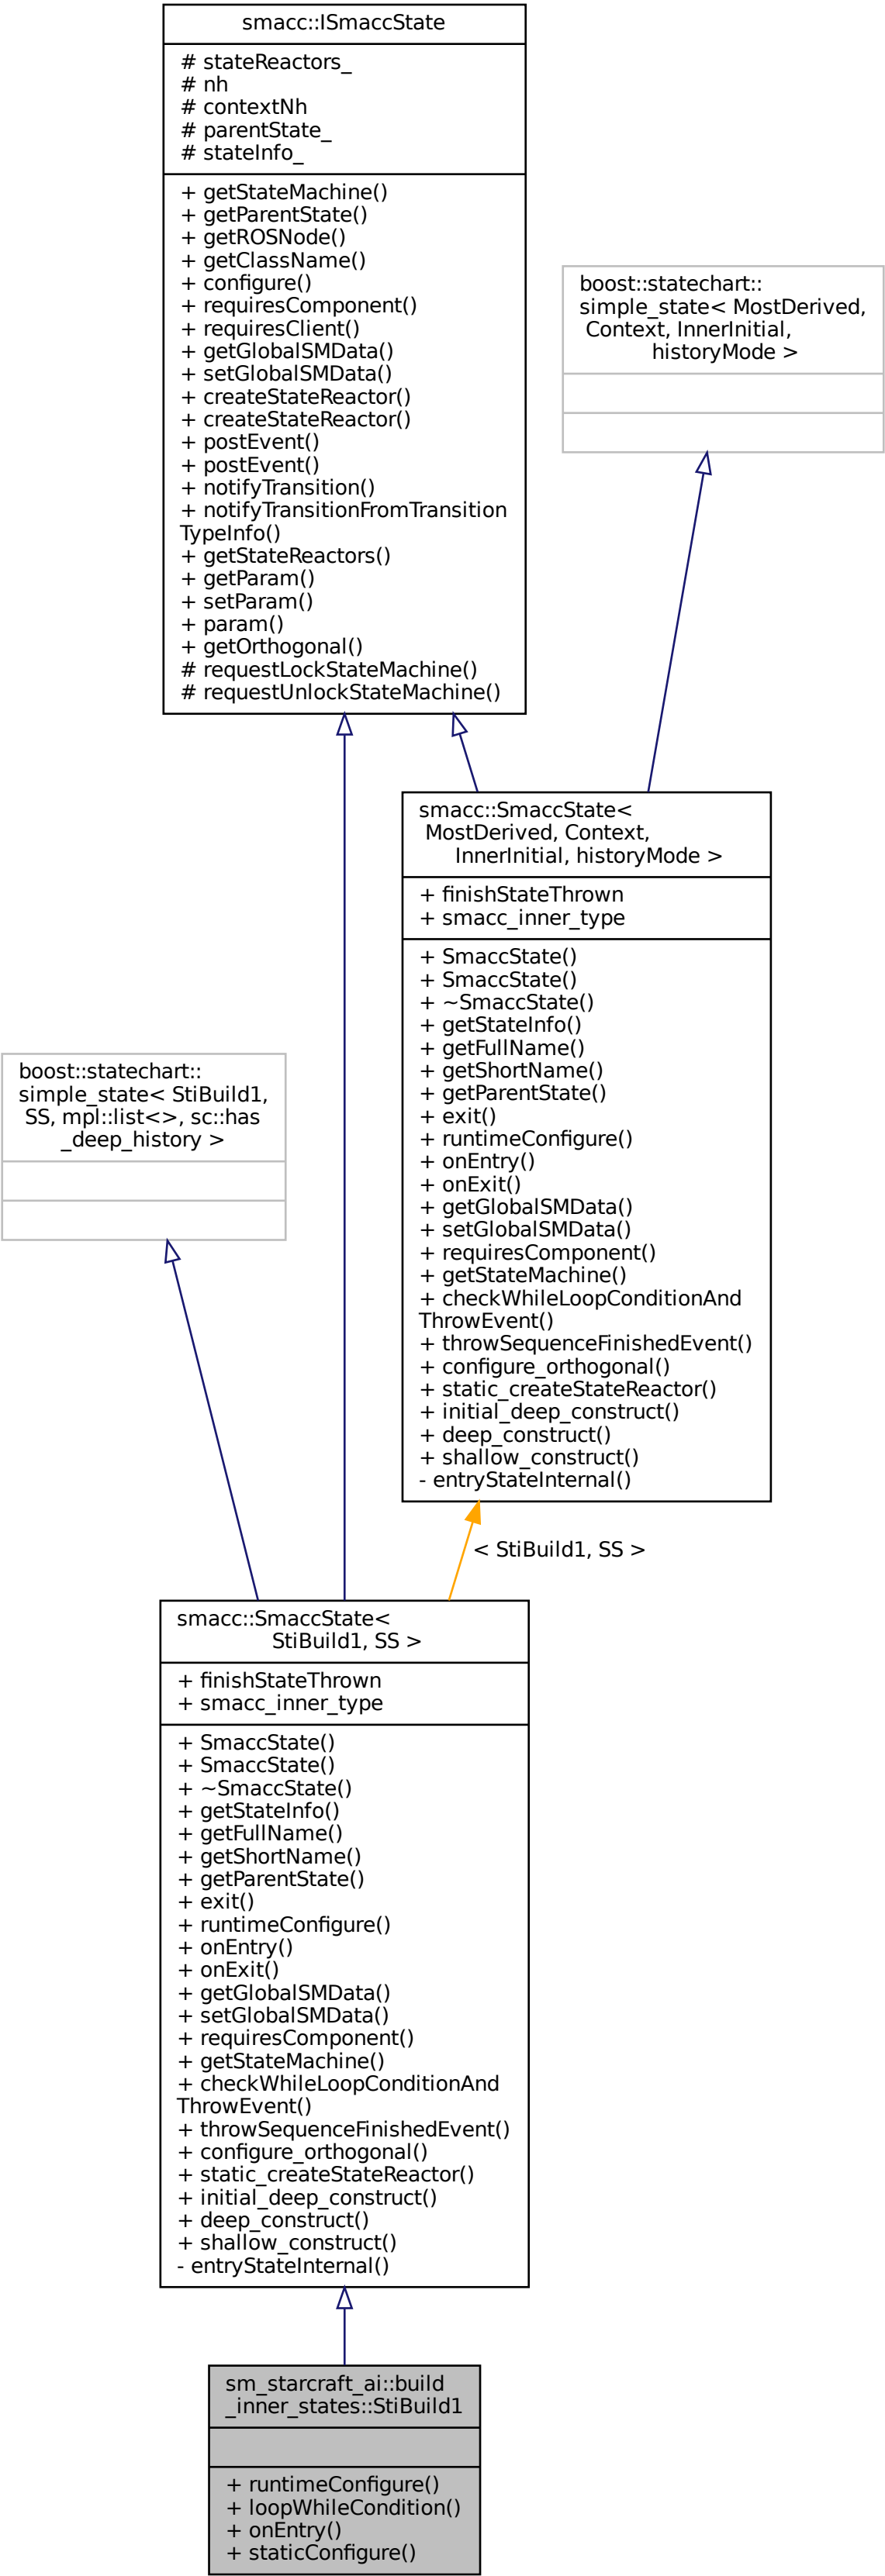 smacc::ISmaccState
# stateReactors_
# nh
# contextNh
# parentState_
# stateInfo_
+ getStateMachine()
+ getParentState()
+ getROSNode()
+ getClassName()
+ configure()
+ requiresComponent()
+ requiresClient()
+ getGlobalSMData()
+ setGlobalSMData()
+ createStateReactor()
+ createStateReactor()
+ postEvent()
+ postEvent()
+ notifyTransition()
+ notifyTransitionFromTransition
TypeInfo()
+ getStateReactors()
+ getParam()
+ setParam()
+ param()
+ getOrthogonal()
# requestLockStateMachine()
# requestUnlockStateMachine()
boost::statechart::
simple_state< MostDerived,
Context, InnerInitial,
historyMode >
smacc::SmaccState<
MostDerived, Context,
InnerInitial, historyMode >
+ finishStateThrown
+ smacc_inner_type
+ SmaccState()
+ SmaccState()
+ ~SmaccState()
+ getStateInfo()
+ getFullName()
+ getShortName()
+ getParentState()
+ exit()
+ runtimeConfigure()
+ onEntry()
+ onExit()
+ getGlobalSMData()
+ setGlobalSMData()
+ requiresComponent()
+ getStateMachine()
+ checkWhileLoopConditionAnd
ThrowEvent()
+ throwSequenceFinishedEvent()
+ configure_orthogonal()
+ static_createStateReactor()
+ initial_deep_construct()
+ deep_construct()
+ shallow_construct()
- entryStateInternal()
boost::statechart::
simple_state< StiBuild1,
SS, mpl::list<>, sc::has
_deep_history >
< StiBuild1, SS >
smacc::SmaccState<
StiBuild1, SS >
+ finishStateThrown
+ smacc_inner_type
+ SmaccState()
+ SmaccState()
+ ~SmaccState()
+ getStateInfo()
+ getFullName()
+ getShortName()
+ getParentState()
+ exit()
+ runtimeConfigure()
+ onEntry()
+ onExit()
+ getGlobalSMData()
+ setGlobalSMData()
+ requiresComponent()
+ getStateMachine()
+ checkWhileLoopConditionAnd
ThrowEvent()
+ throwSequenceFinishedEvent()
+ configure_orthogonal()
+ static_createStateReactor()
+ initial_deep_construct()
+ deep_construct()
+ shallow_construct()
- entryStateInternal()
sm_starcraft_ai::build
_inner_states::StiBuild1
+ runtimeConfigure()
+ loopWhileCondition()
+ onEntry()
+ staticConfigure()